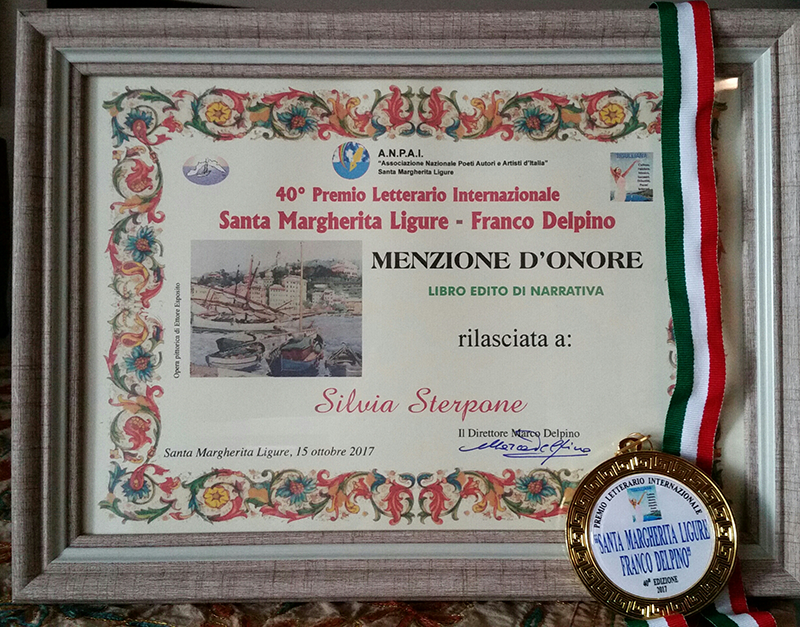 A.N.P.A.I.
"Associazione Nazionale Poeti Autori e Artisti d'Italia"
Santa Margherita Ligure
40° Premio Letterario Internazionale
Santa Margherita Ligure - Franco Delpino
MENZIONE D'ONORE
LIBRO EDITO DI NARRATIVA
rilasciata a:
Opera pittorica di Ettore Esposito
Silvia Sterpone
Il Direttore Marco Delpino
Marco Delpino
Santa Margherita Ligure, 15 ottobre 2017
PREMIO LETTERARIO INTERNAZIONALE
"SANTA MARGHERITA LIGURE
FRANCO DELPINO"
40ª EDIZIONE
2017